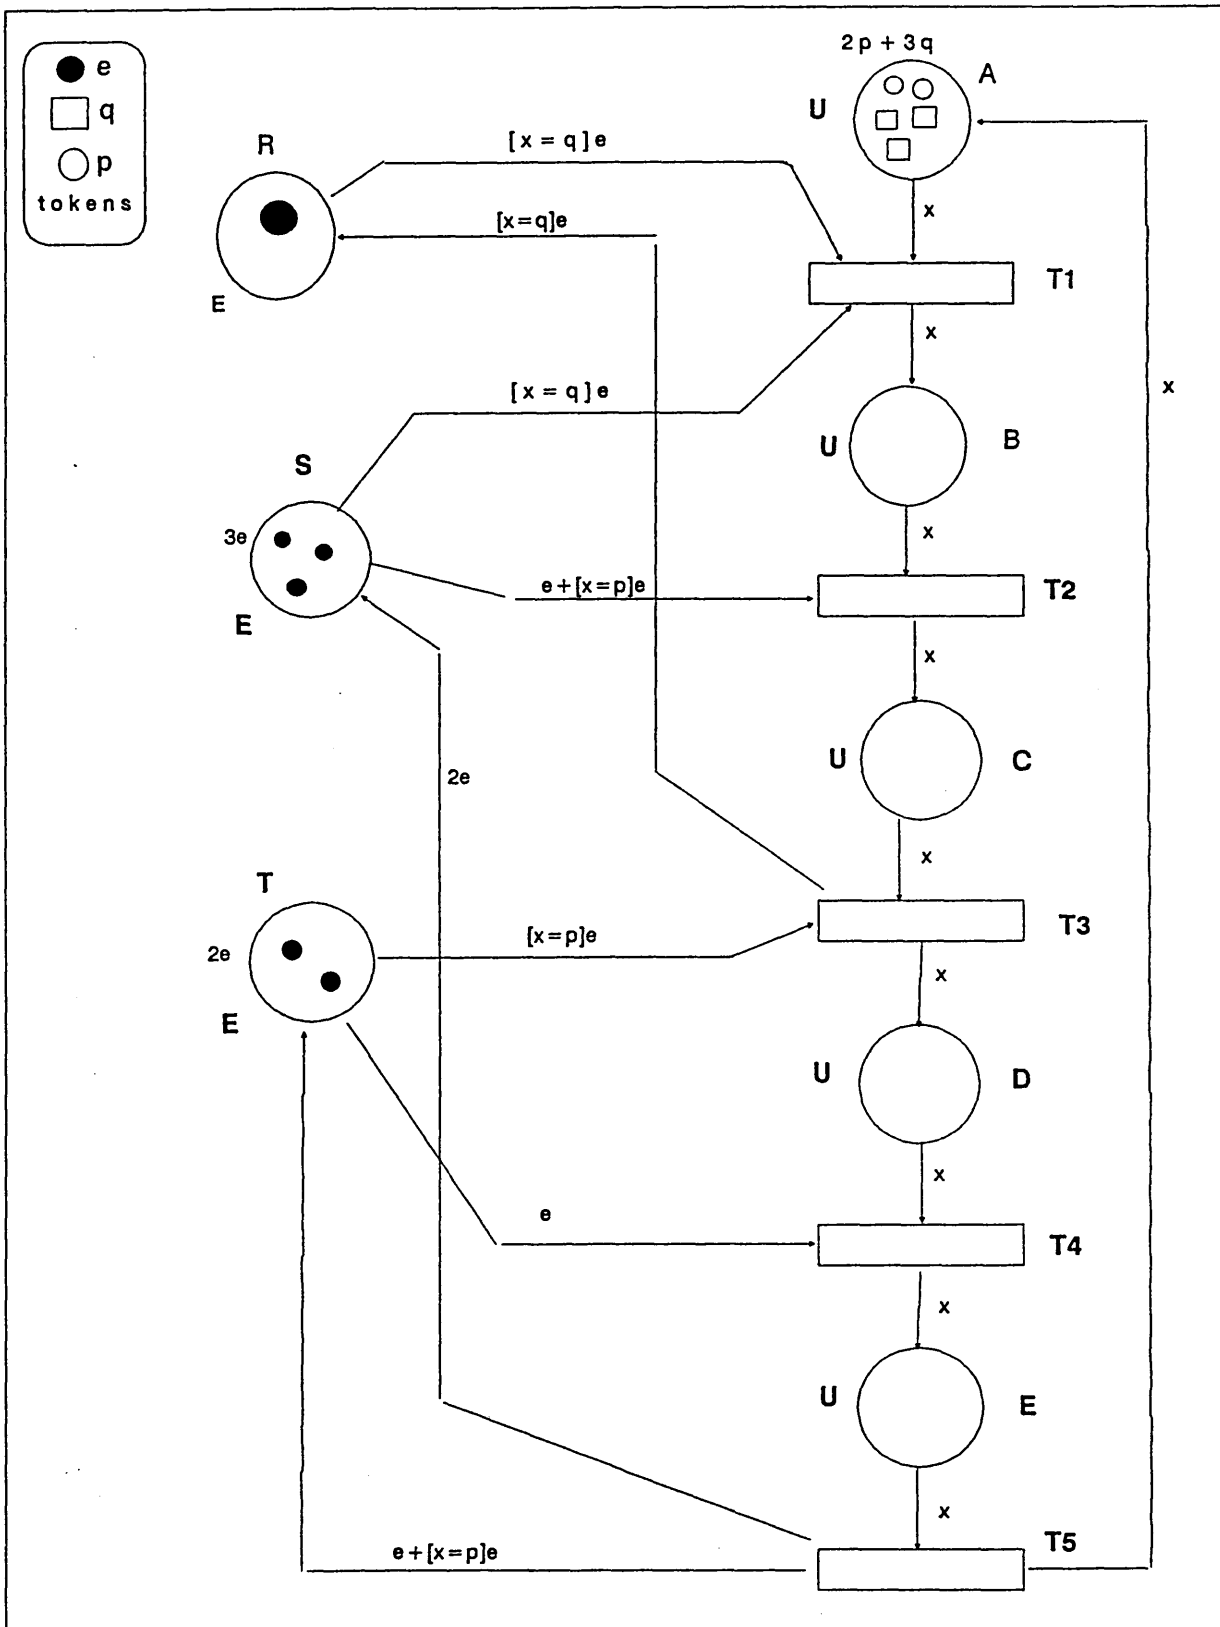 e
q
p
tokens
2p + 3q
A
U
R
[x = q] e
x
[x=q]e
T1
E
x
x
[x = q] e
U
B
S
3e
x
e+[x=p]e
T2
E
x
U
C
2e
x
T
[x=p]e
T3
2e
x
E
U
D
x
e
T4
x
U
E
x
T5
e+[x=p]e